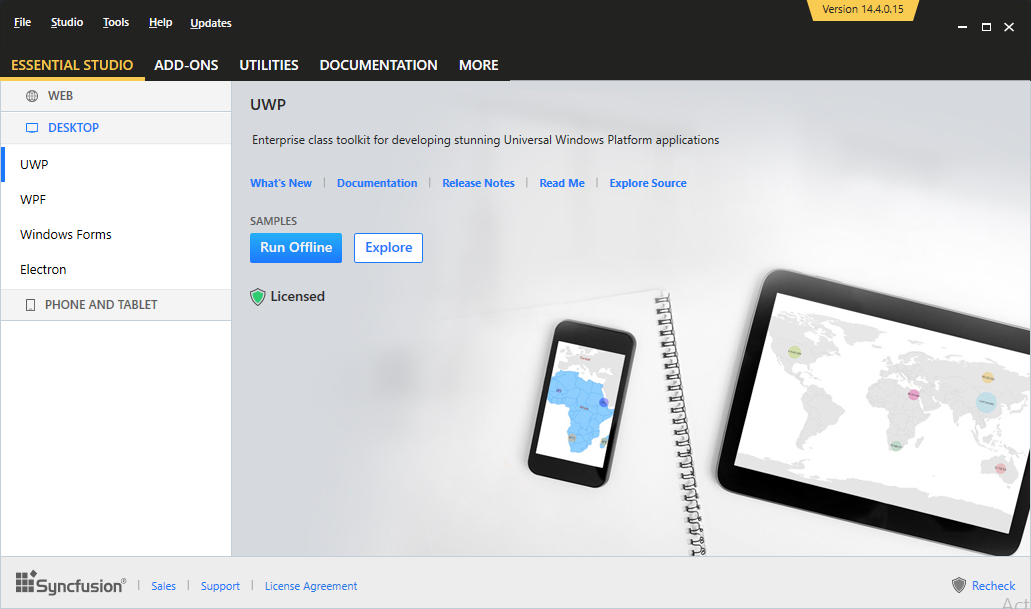 Version 14.4.0.15
File Studio Tools Help Updates
ESSENTIAL STUDIO ADD-ONS UTILITIES DOCUMENTATION MORE
WEB
DESKTOP
UWP
WPF
Windows Forms
Electron
PHONE AND TABLET
UWP
Enterprise class toolkit for developing stunning Universal Windows Platform applications
What's New | Documentation | Release Notes | Read Me | Explore Source
SAMPLES
Run Offline Explore
Licensed
Syncfusion® | Sales | Support | License Agreement
Recheck